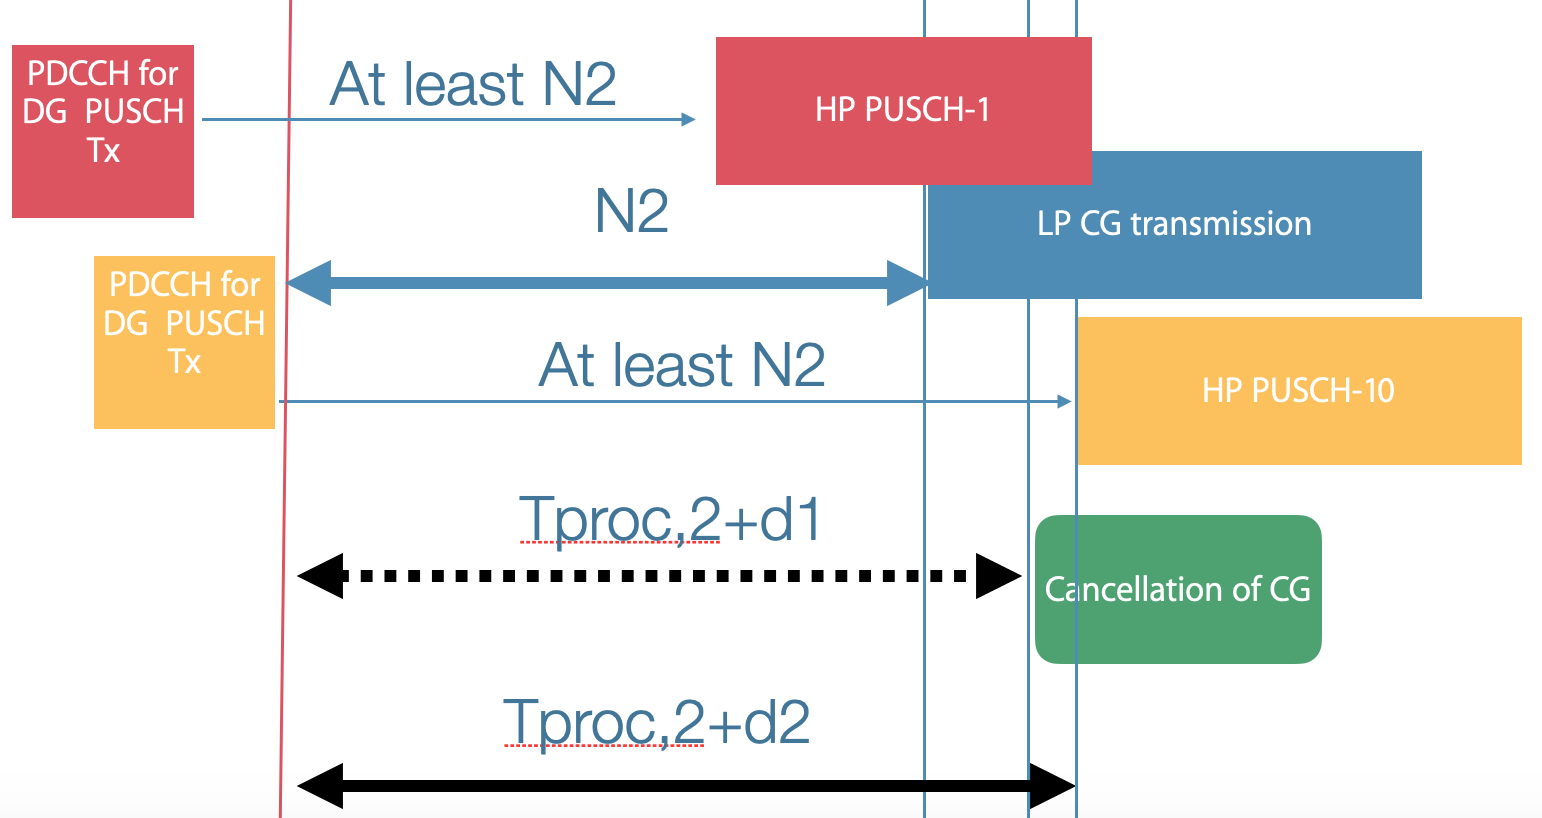 PDCCH for
DG PUSCH
Tx
At least N2
HP PUSCH-1
N2
LP CG transmission
PDCCH for
DG PUSCH
Tx
At least N2
HP PUSCH-10
Tproc,2+d1
Cancellation of CG
Tproc,2+d2